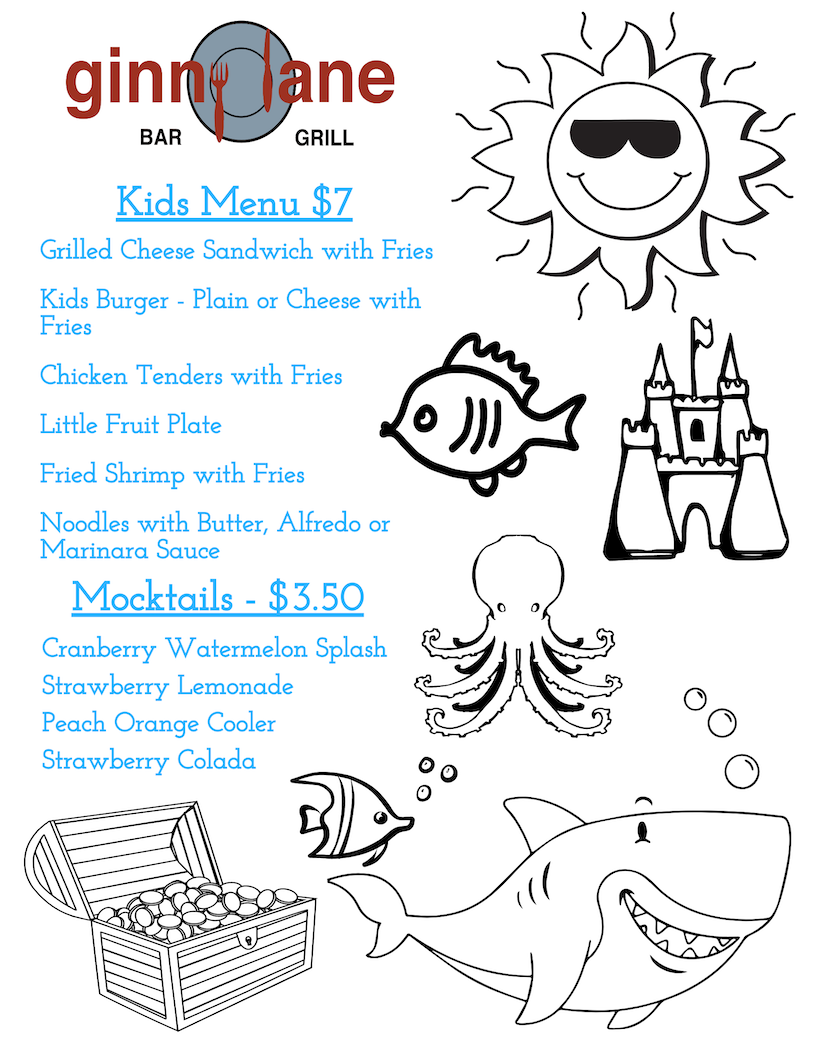 ginny lane
BAR GRILL
Kids Menu $7
Grilled Cheese Sandwich with Fries
Kids Burger - Plain or Cheese with
Fries
Chicken Tenders with Fries
Little Fruit Plate
Fried Shrimp with Fries
Noodles with Butter, Alfredo or
Marinara Sauce
Mocktails - $3.50
Cranberry Watermelon Splash
Strawberry Lemonade
Peach Orange Cooler
Strawberry Colada